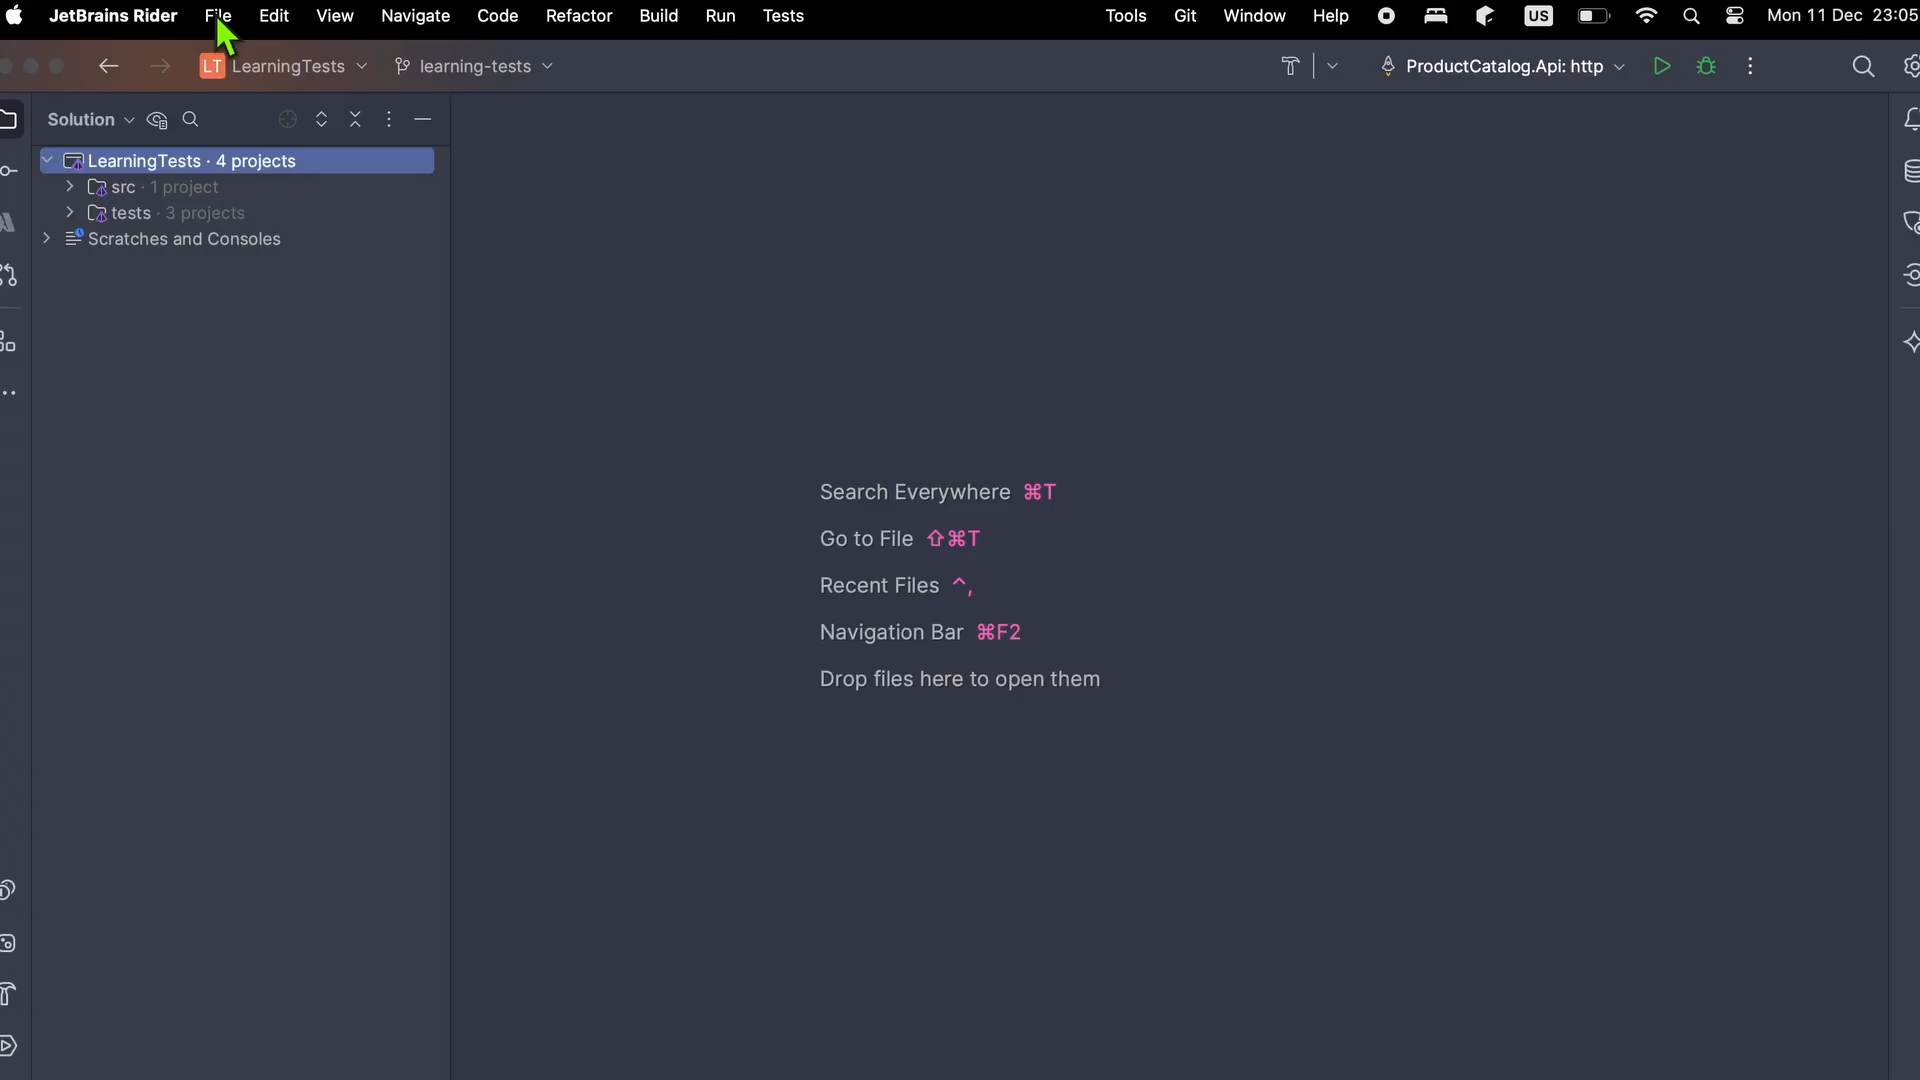 JetBrains Rider File Edit View Navigate Code Refactor Build Run Tests Tools Git Window Help US Mon 11 Dec 23:05
LT LearningTests learning-tests ProductCatalog.Api: http
Solution
LearningTests · 4 projects
src · 1 project
tests · 3 projects
Scratches and Consoles
Search Everywhere ⌘T
Go to File ⇧⌘T
Recent Files ^,
Navigation Bar ⌘F2
Drop files here to open them